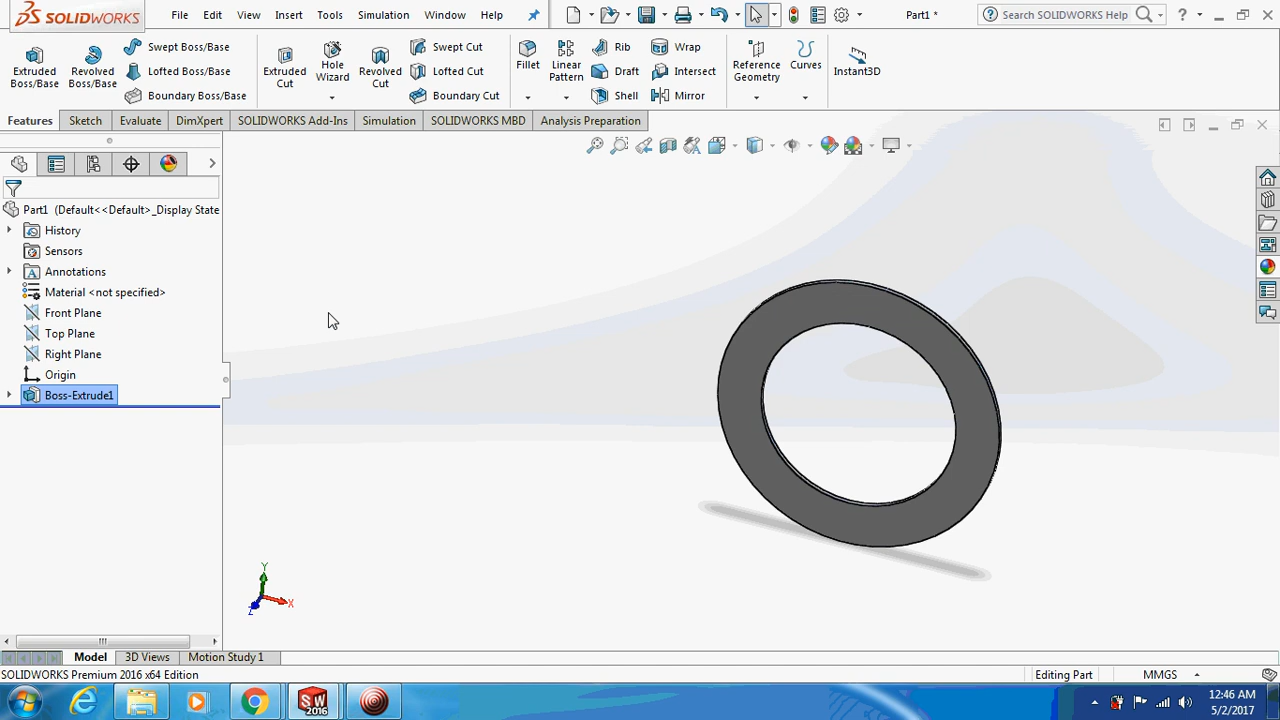 SOLIDWORKS File Edit View Insert Tools Simulation Window Help Part1 * Search SOLIDWORKS Help
Extruded Boss/Base
Revolved Boss/Base
Swept Boss/Base
Lofted Boss/Base
Boundary Boss/Base
Extruded Cut
Hole Wizard
Revolved Cut
Swept Cut
Lofted Cut
Boundary Cut
Fillet
Linear Pattern
Rib
Draft
Shell
Wrap
Intersect
Mirror
Reference Geometry
Curves
Instant3D
Features Sketch Evaluate DimXpert SOLIDWORKS Add-Ins Simulation SOLIDWORKS MBD Analysis Preparation
Part1 (Default<<Default>_Display State
History
Sensors
Annotations
Material <not specified>
Front Plane
Top Plane
Right Plane
Origin
Boss-Extrude1
Y
X
Z
Model 3D Views Motion Study 1
SOLIDWORKS Premium 2016 x64 Edition Editing Part MMGS
SW 2016
12:46 AM
5/2/2017